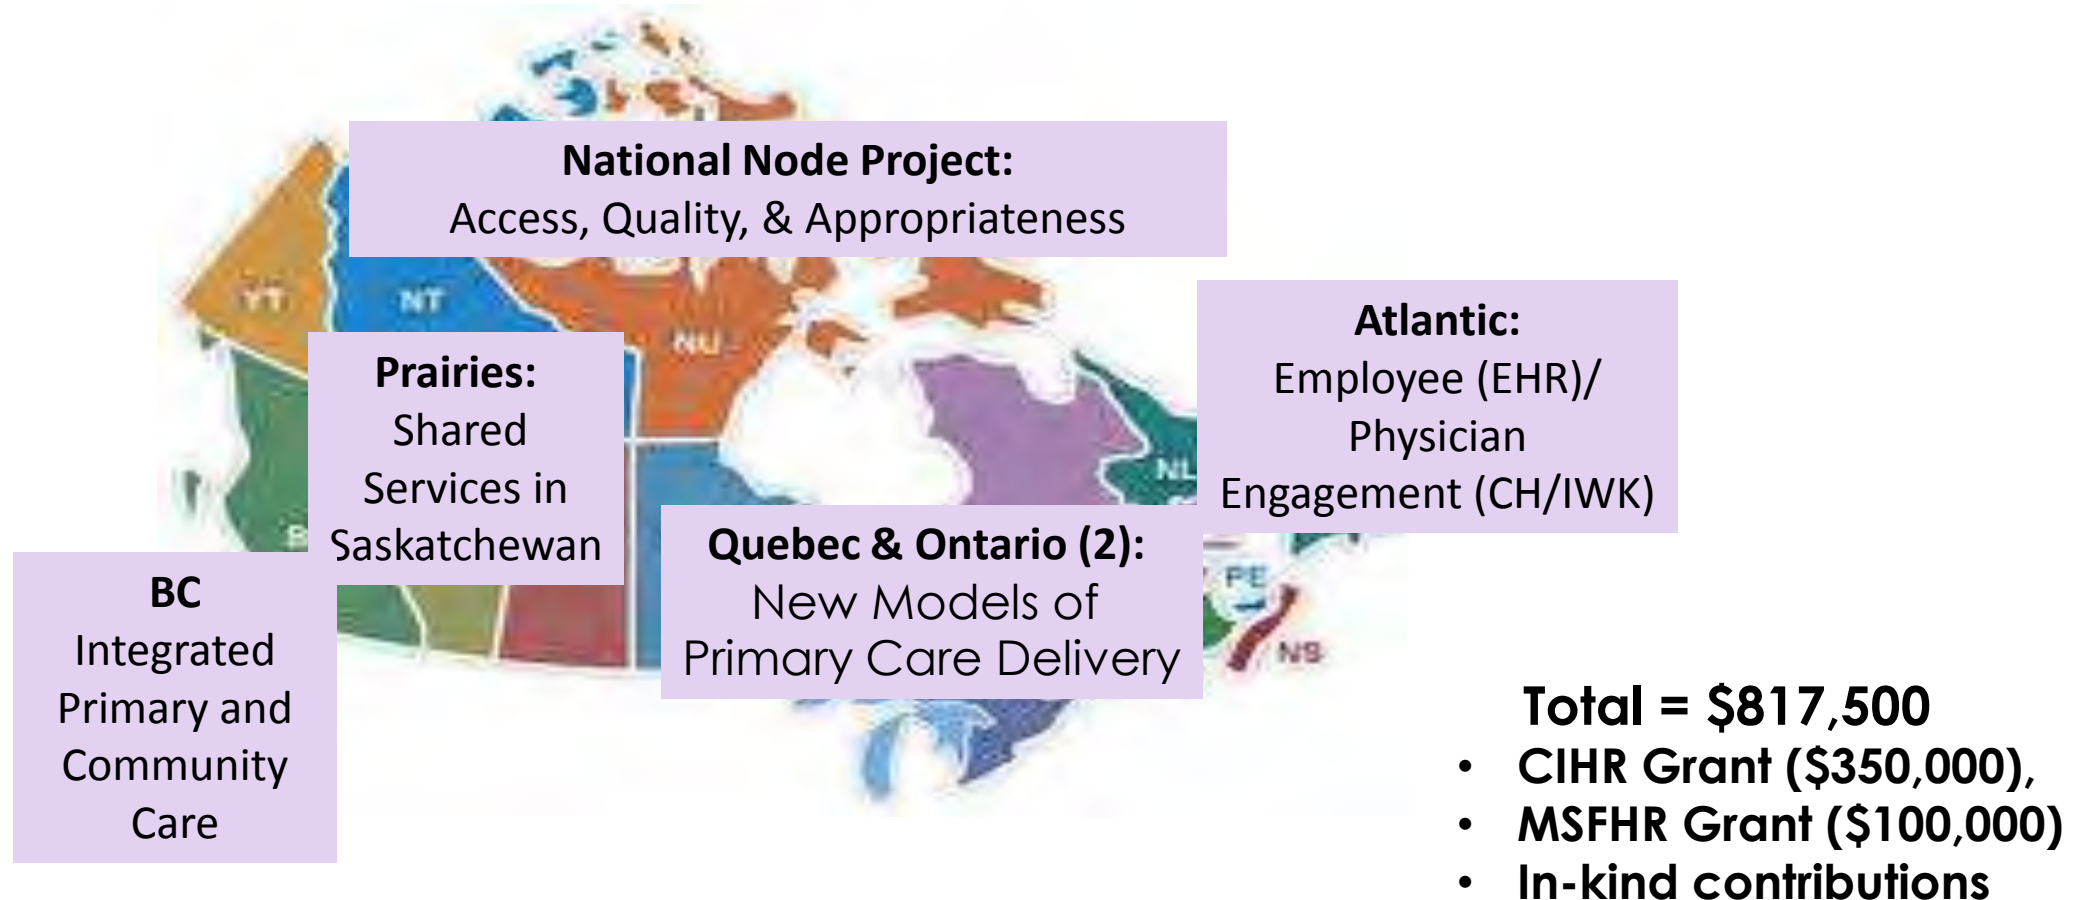 National Node Project:
Access, Quality, & Appropriateness
YT
NT
NU
Prairies:
Shared
Services in
Saskatchewan
Atlantic:
Employee (EHR)/
Physician
Engagement (CH/IWK)
NL
Quebec & Ontario (2):
New Models of
Primary Care Delivery
BC
Integrated
Primary and
Community
Care
PE
NS
Total = $817,500
• CIHR Grant ($350,000),
• MSFHR Grant ($100,000)
• In-kind contributions